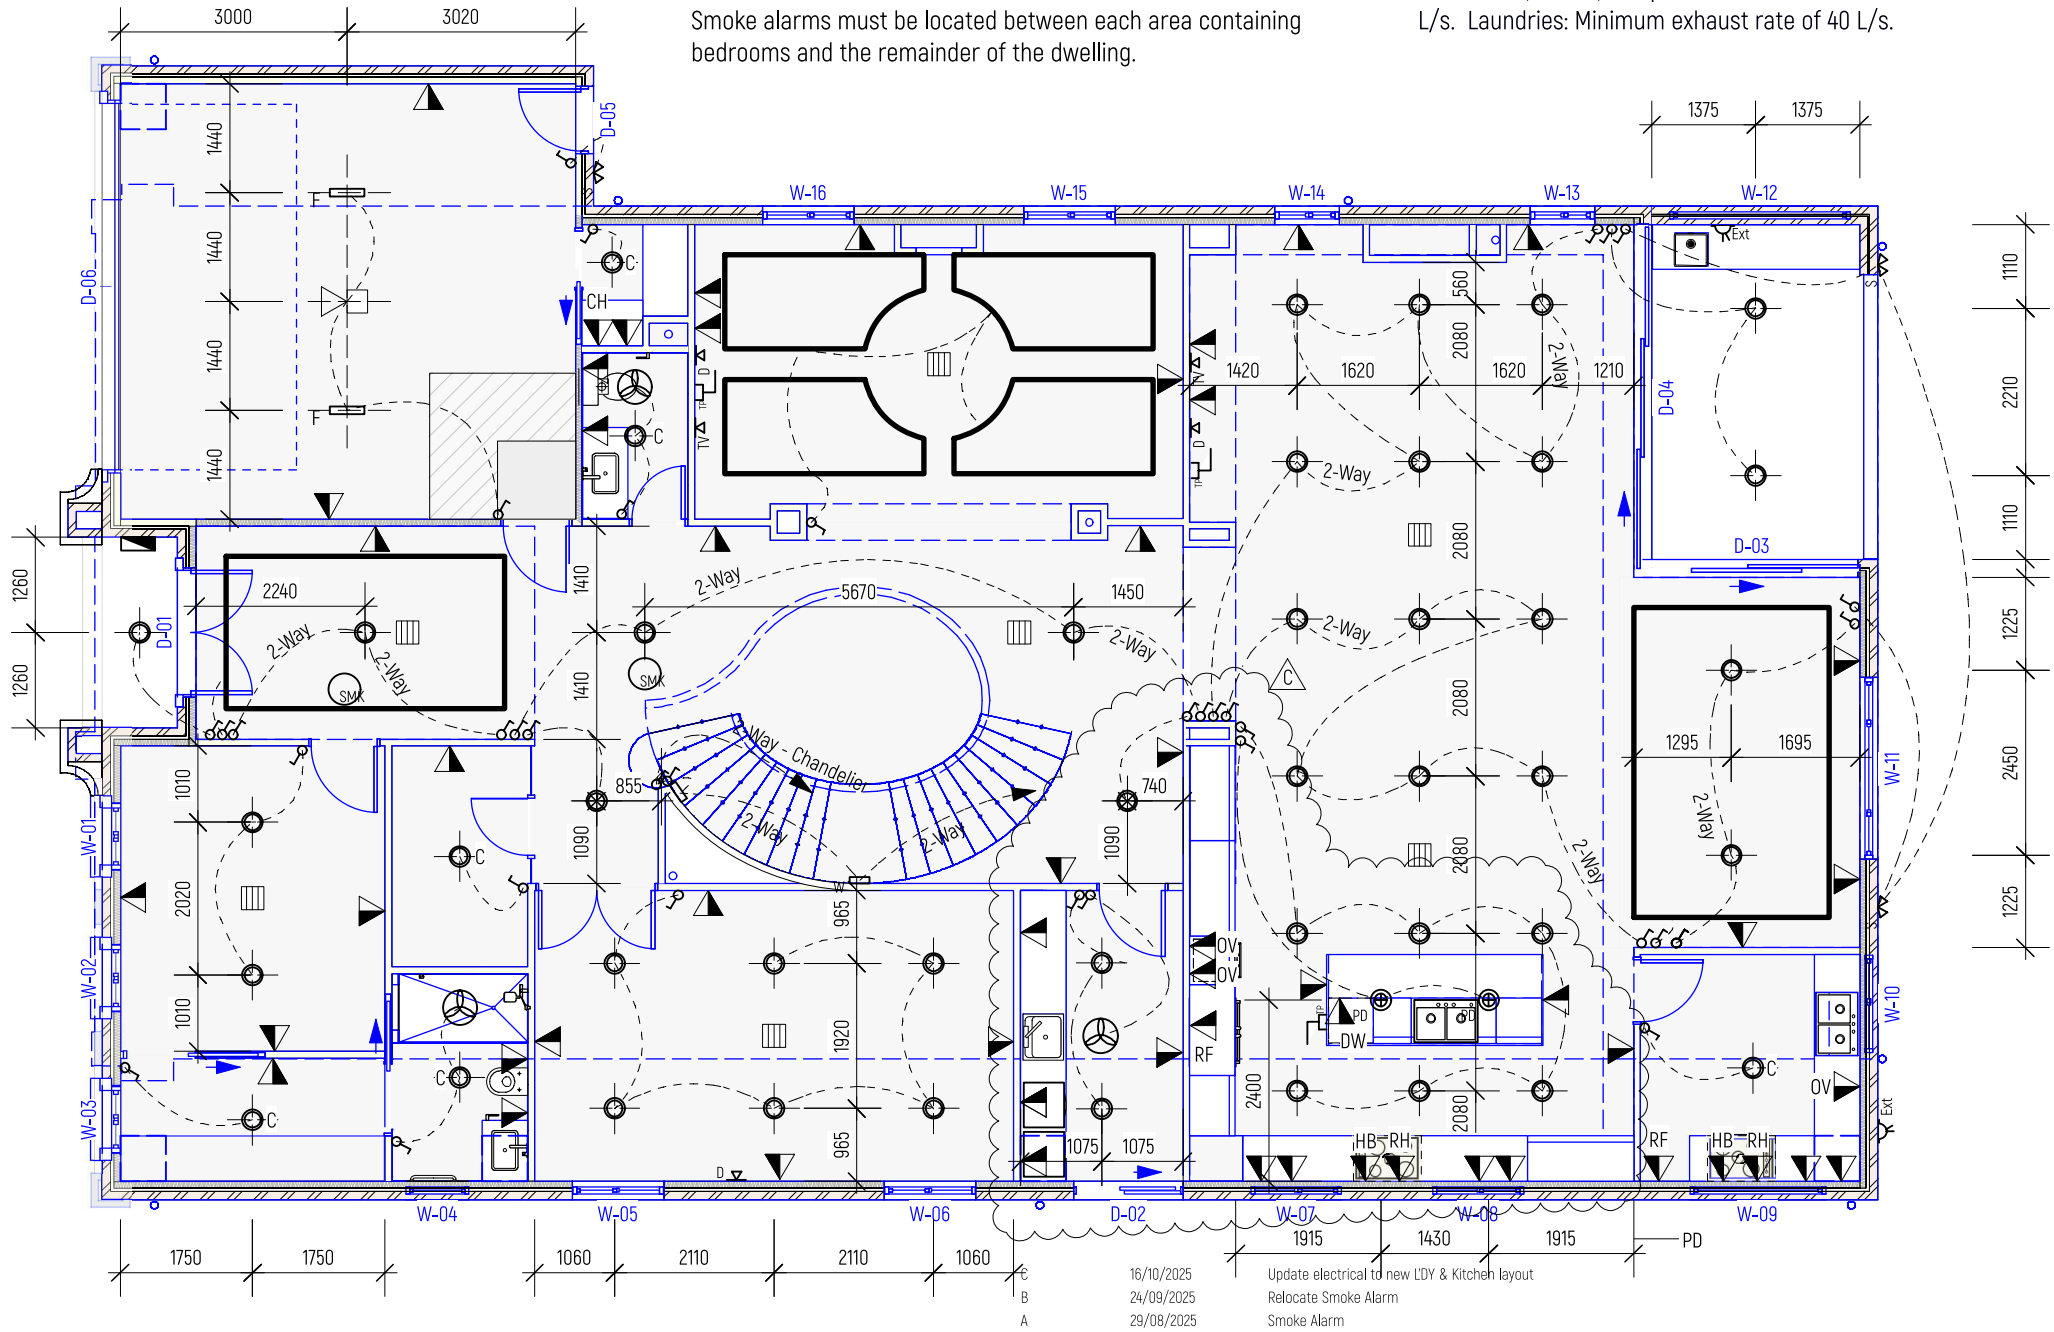 3000
3020
Smoke alarms must be located between each area containing
bedrooms and the remainder of the dwelling.
L/s. Laundries: Minimum exhaust rate of 40 L/s.
1375
1375
D-05
1440
1440
1440
1440
F
F
D-06
W-16
W-15
W-14
W-13
W-12
Ext
S
C
CH
C
D
TP
TV
TV
D
TP
560
2080
1420
1620
1620
1210
2-Way
2-Way
D-04
D-03
1110
2210
1110
1225
2450
1225
1260
1260
D-01
2240
2-Way
2-Way
SMK
SMK
1410
1410
2-Way
5670
1450
2-Way
2080
2080
2-Way
C
2-Way - Chandelier
2-Way
2-Way
855
740
1090
1090
W
1295
1695
2-Way
W-11
2-Way
2080
1010
2020
1010
W-01
W-02
W-03
C
C
C
965
1920
965
D
OV
OV
RF
TP
PD
PD
DW
2400
2080
1075
1075
HB
RH
RF
HB
RH
C
OV
W-10
Ext
W-04
W-05
W-06
D-02
W-07
W-08
W-09
1750
1750
1060
2110
2110
1060
1915
1430
1915
PD
C 16/10/2025 Update electrical to new L'DY & Kitchen layout
B 24/09/2025 Relocate Smoke Alarm
A 29/08/2025 Smoke Alarm